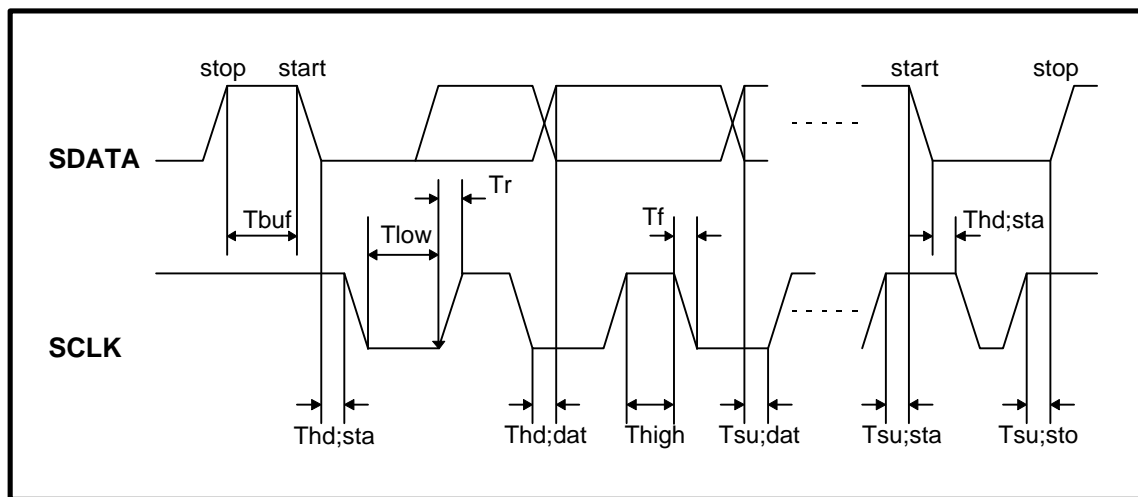 stop start start stop
SDATA
Tr
Tbuf Tlow Tf Thd;sta
SCLK
Thd;sta Thd;dat Thigh Tsu;dat Tsu;sta Tsu;sto